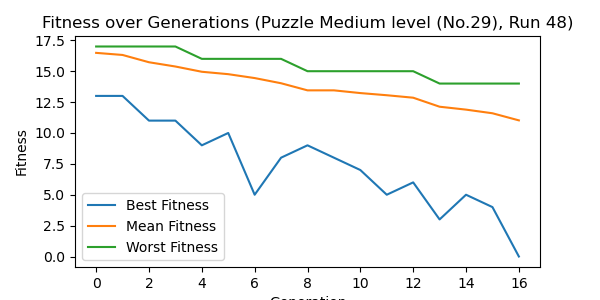 Fitness over Generations (Puzzle Medium level (No.29), Run 48)
17.5
15.0
12.5
10.0
7.5
5.0
2.5
0.0
Fitness
Best Fitness
Mean Fitness
Worst Fitness
0 2 4 6 8 10 12 14 16
Generation